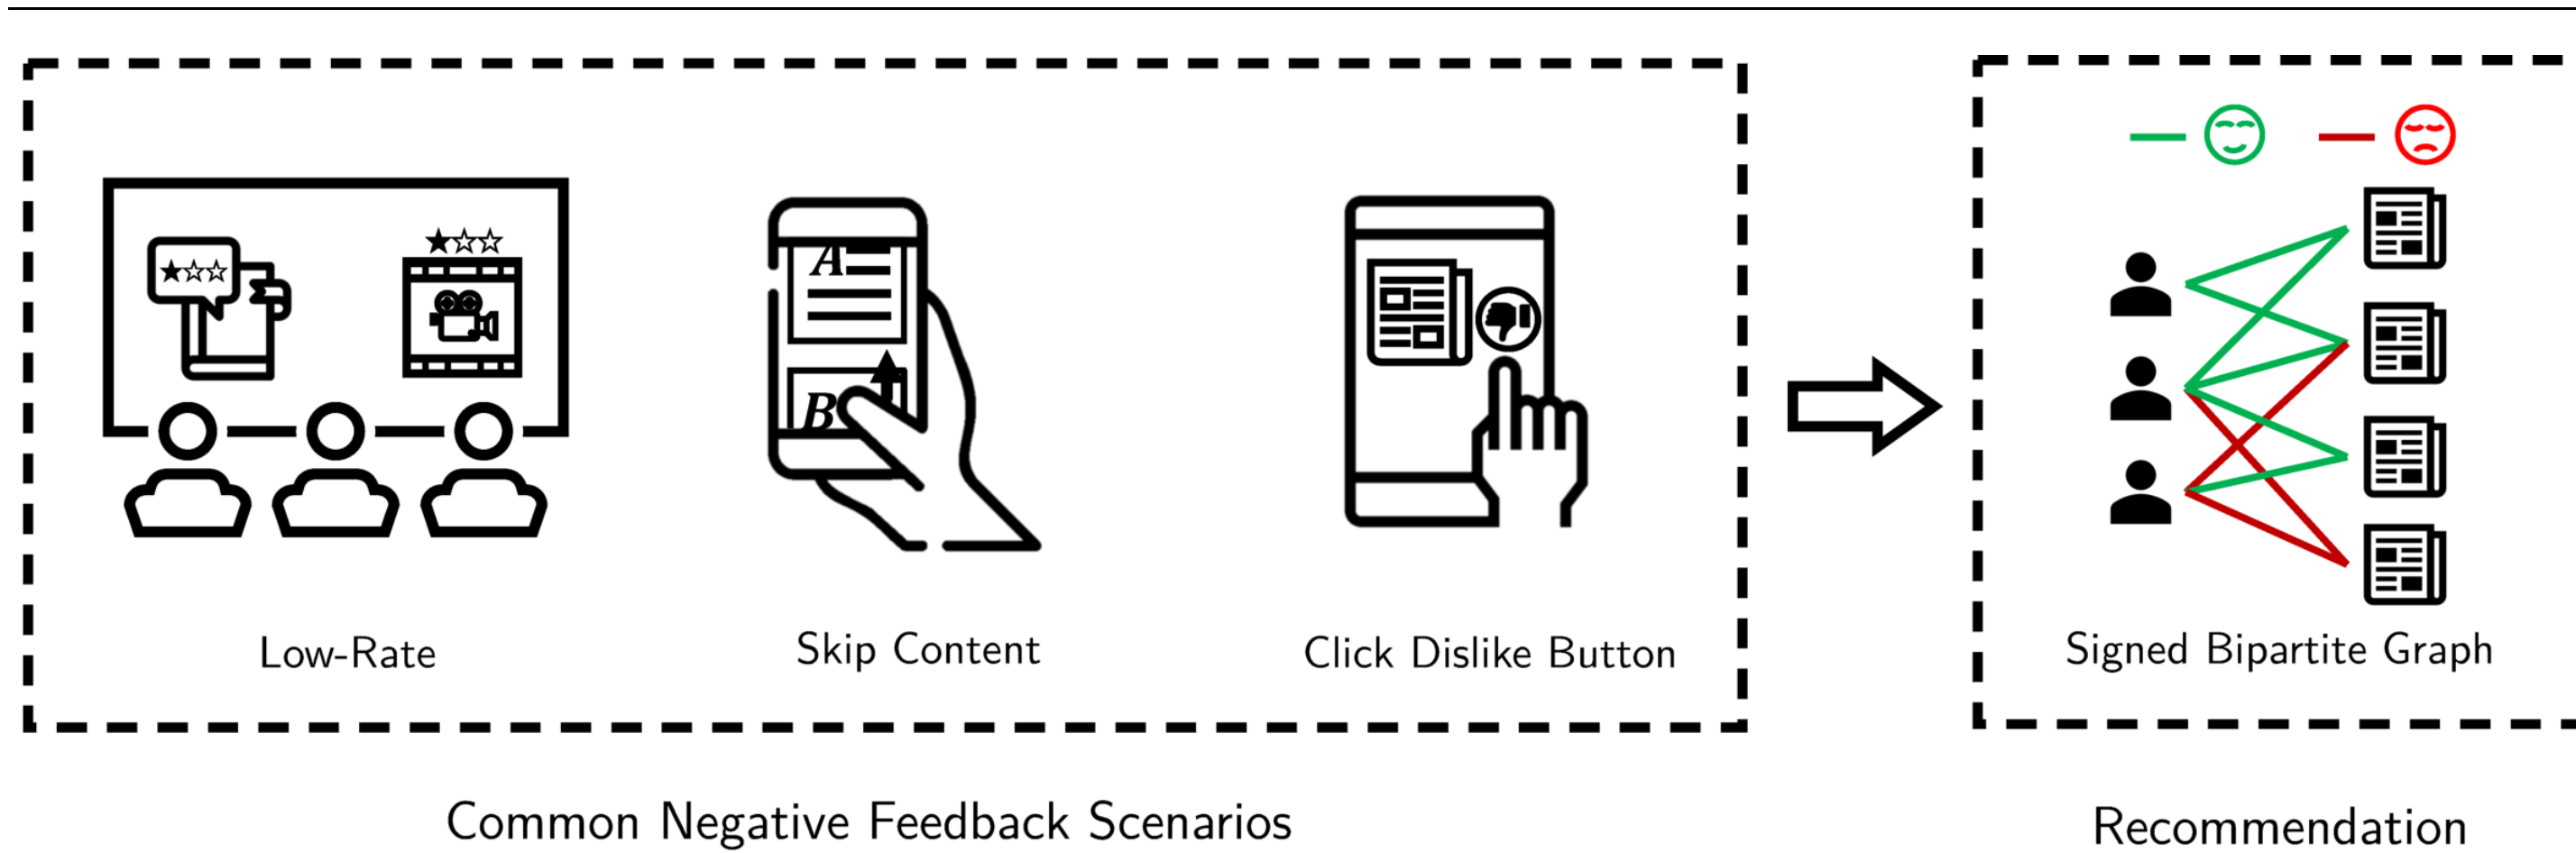 A
B
Low-Rate
Skip Content
Click Dislike Button
Signed Bipartite Graph
Common Negative Feedback Scenarios
Recommendation